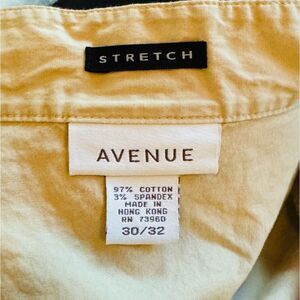 STRETCH
AVENUE
97% COTTON
3% SPANDEX
MADE IN
HONG KONG
RN 73960
30/32